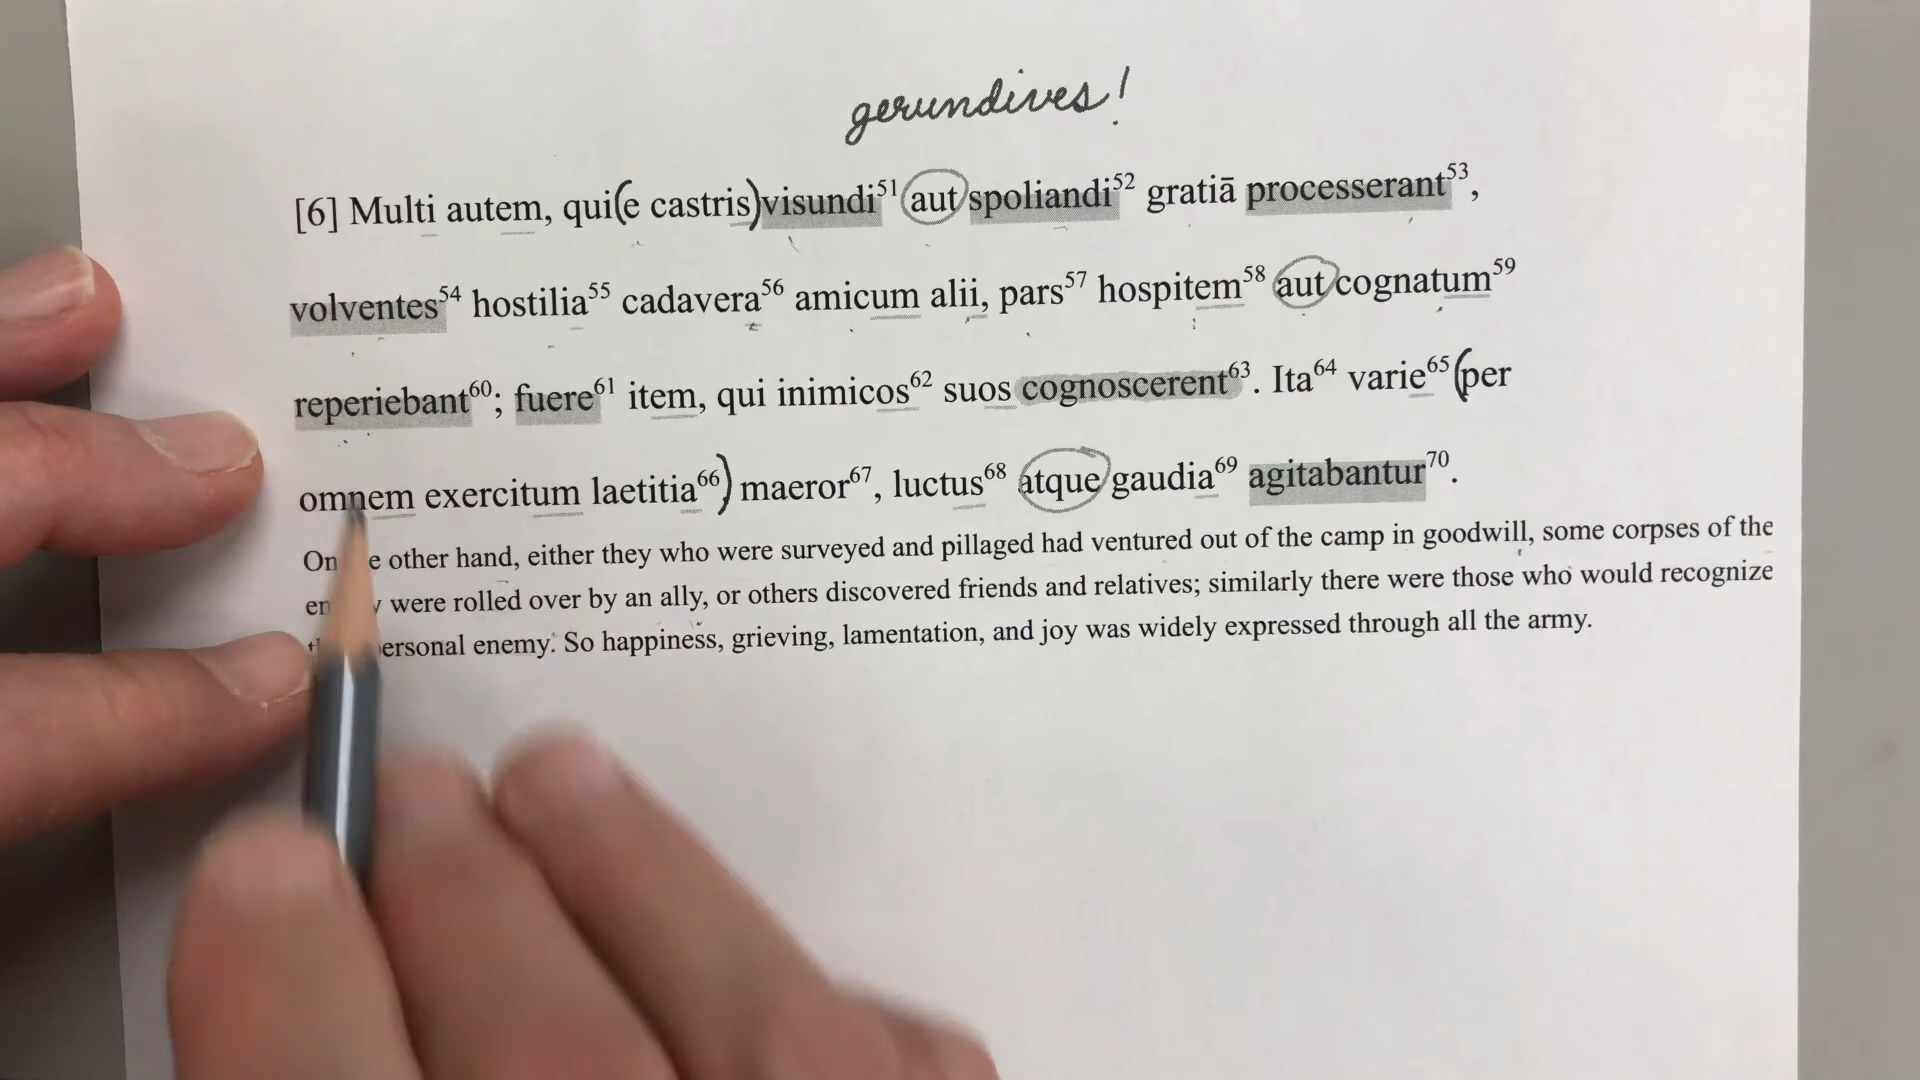 gerundives!
[6] Multi autem, qui (e castris) visundi51 aut spoliandi52 gratiā processerant53,
volventes54 hostilia55 cadavera56 amicum alii, pars57 hospitem58 aut cognatum59
reperiebant60; fuere61 item, qui inimicos62 suos cognoscerent63. Ita64 varie65 (per
omnem exercitum laetitia66) maeror67, luctus68 atque gaudia69 agitabantur70.
other hand, either they who were surveyed and pillaged had ventured out of the camp in goodwill, some corpses of the
were rolled over by an ally, or others discovered friends and relatives; similarly there were those who would recognize
enemy. So happiness, grieving, lamentation, and joy was widely expressed through all the army.